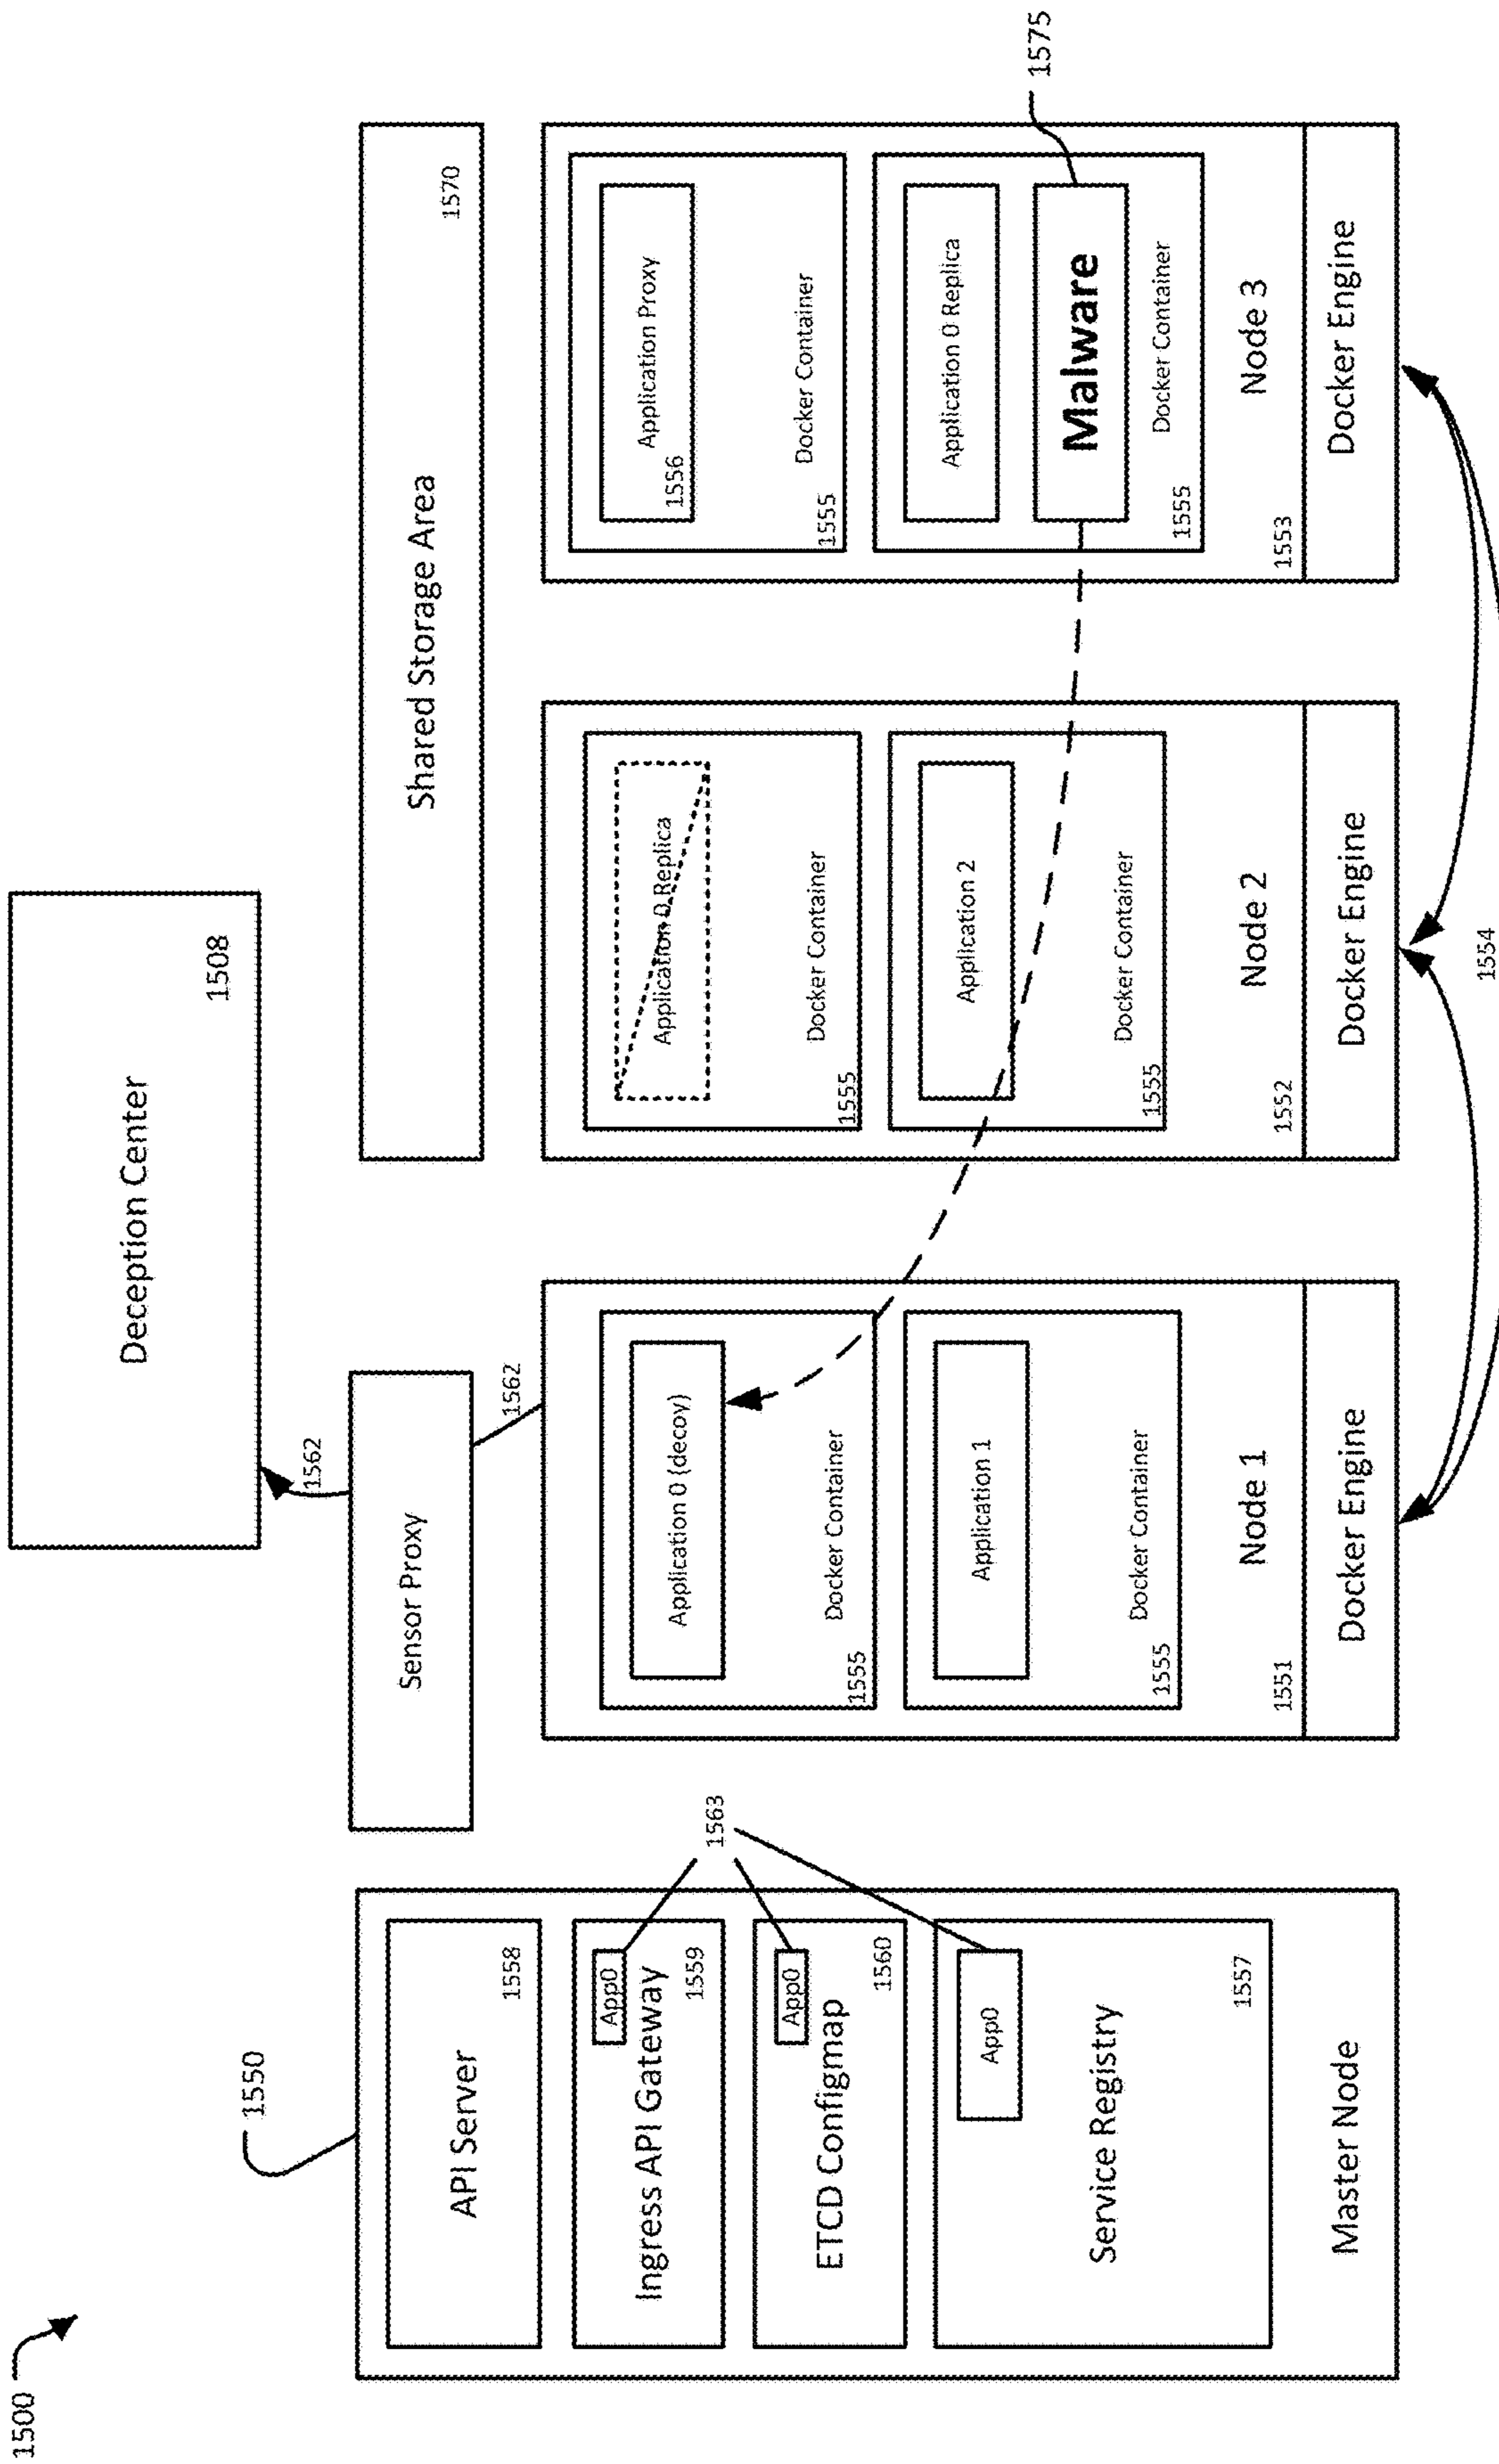 1500
Deception Center
1508
Sensor Proxy
1562
1562
Shared Storage Area
1570
1550
API Server
1558
Ingress API Gateway
App0
1559
ETCD Configmap
App0
1560
Service Registry
App0
1557
Master Node
1563
Application 0 (decoy)
Docker Container
1555
Application 1
Docker Container
1555
Node 1
1551
Docker Engine
Application 0 Replica
Docker Container
1555
Application 2
Docker Container
1555
Node 2
1552
Docker Engine
Application Proxy
1556
Docker Container
1555
Application 0 Replica
Malware
Docker Container
1555
Node 3
1553
Docker Engine
1575
1554